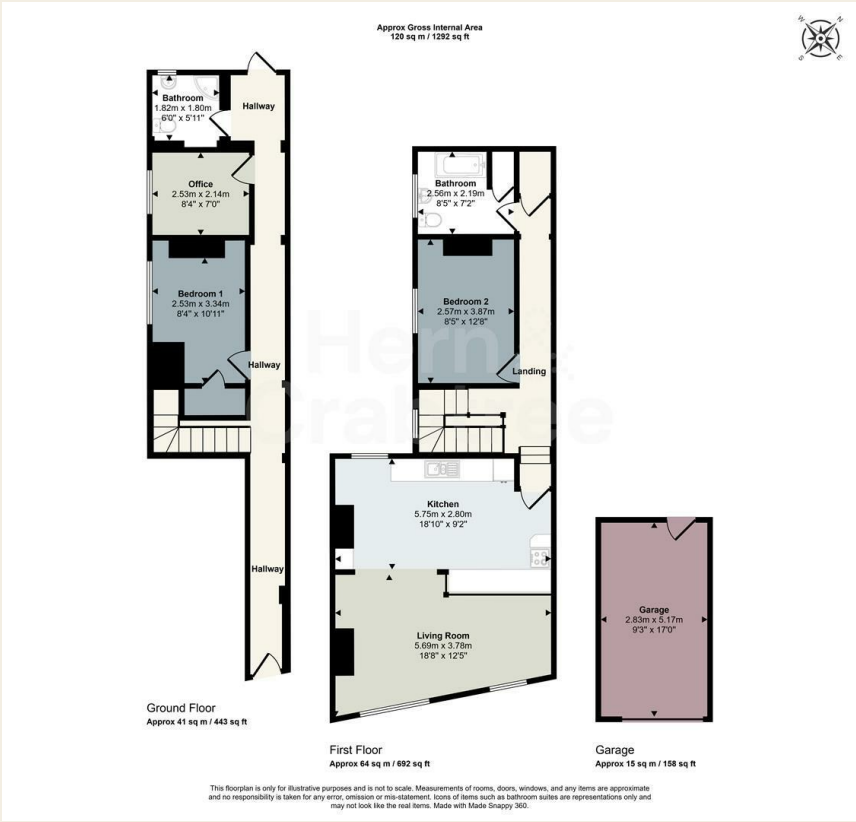 Approx Gross Internal Area
120 sq m / 1292 sq ft
W
N
S
E
Bathroom
1.82m x 1.80m
6'0" x 5'11"
Hallway
Office
2.53m x 2.14m
8'4" x 7'0"
Bedroom 1
2.53m x 3.34m
8'4" x 10'11"
Hallway
Hallway
Ground Floor
Approx 41 sq m / 443 sq ft
Bathroom
2.56m x 2.19m
8'5" x 7'2"
Bedroom 2
2.57m x 3.87m
8'5" x 12'8"
Landing
Hern
Crabtree
Kitchen
5.75m x 2.80m
18'10" x 9'2"
Living Room
5.69m x 3.78m
18'8" x 12'5"
First Floor
Approx 64 sq m / 692 sq ft
Garage
2.83m x 5.17m
9'3" x 17'0"
Garage
Approx 15 sq m / 158 sq ft
This floorplan is only for illustrative purposes and is not to scale. Measurements of rooms, doors, windows, and any items are approximate
and no responsibility is taken for any error, omission or mis-statement. Icons of items such as bathroom suites are representations only and
may not look like the real items. Made with Made Snappy 360.